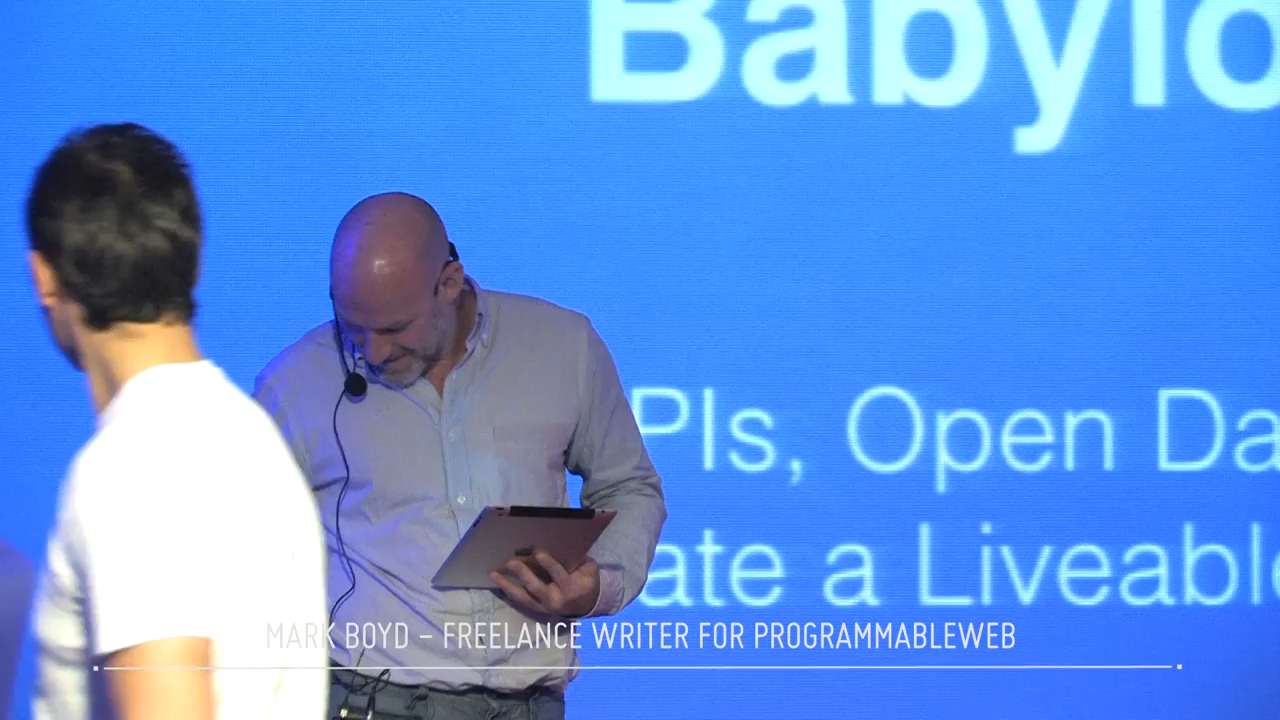 Babylo
PIs, Open Da
ate a Liveabl
MARK BOYD – FREELANCE WRITER FOR PROGRAMMABLEWEB